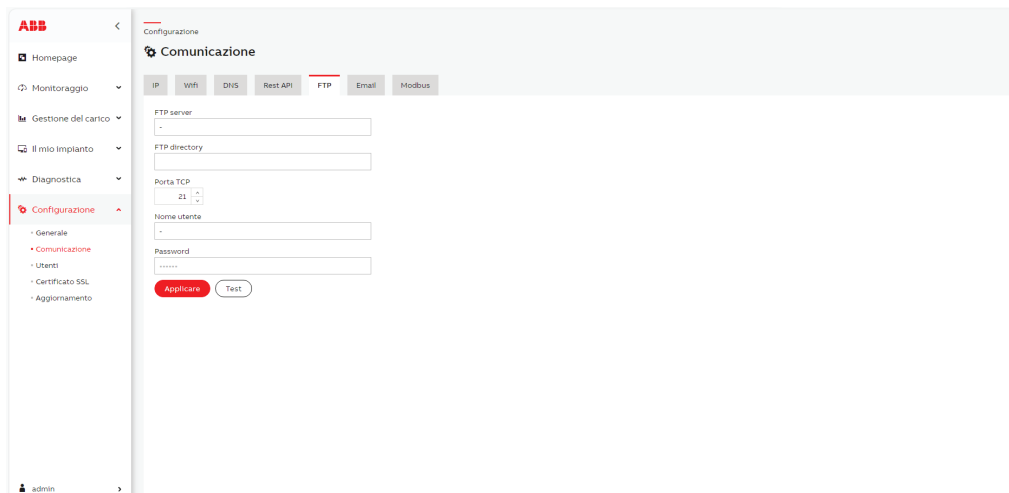 ABB
Homepage
Monitoraggio
Gestione del carico
Il mio impianto
Diagnostica
Configurazione
Generale
Comunicazione
Utenti
Certificato SSL
Aggiornamento
admin
Configurazione
Comunicazione
IP Wifi DNS Rest API FTP Email Modbus
FTP server
-
FTP directory
Porta TCP
21
Nome utente
-
Password
------
Applicare Test